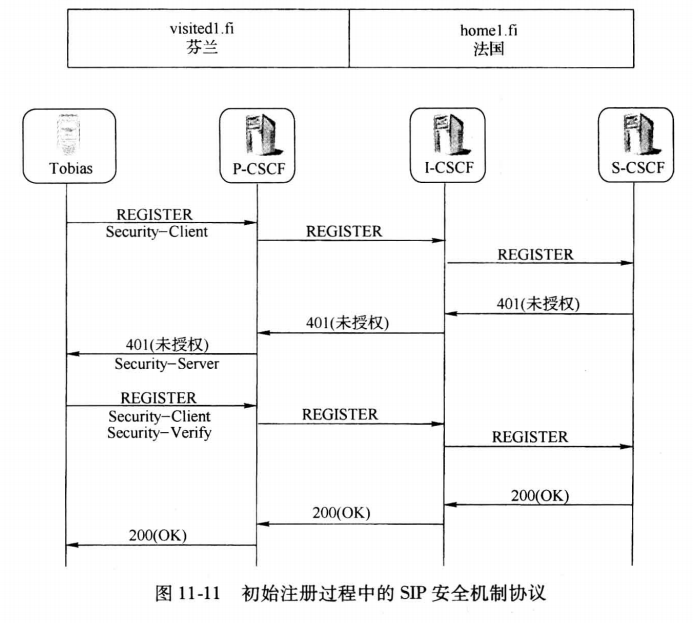 visited1.fi
芬兰
home1.fi
法国
Tobias
P-CSCF
I-CSCF
S-CSCF
REGISTER
Security-Client
REGISTER
REGISTER
401(未授权)
401(未授权)
401(未授权)
Security-Server
REGISTER
Security-Client
Security-Verify
REGISTER
REGISTER
200(OK)
200(OK)
200(OK)
图 11-11 初始注册过程中的 SIP 安全机制协议